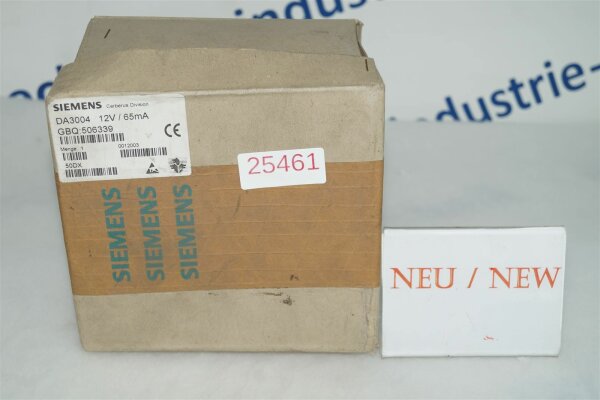 industrie-
industrie-
SIEMENS Cerberus Division
DA3004 12V / 65mA
GBQ:506339
CE
Menge: 1
0012003
50DX
25461
SIEMENS
SIEMENS
SIEMENS
NEU / NEW